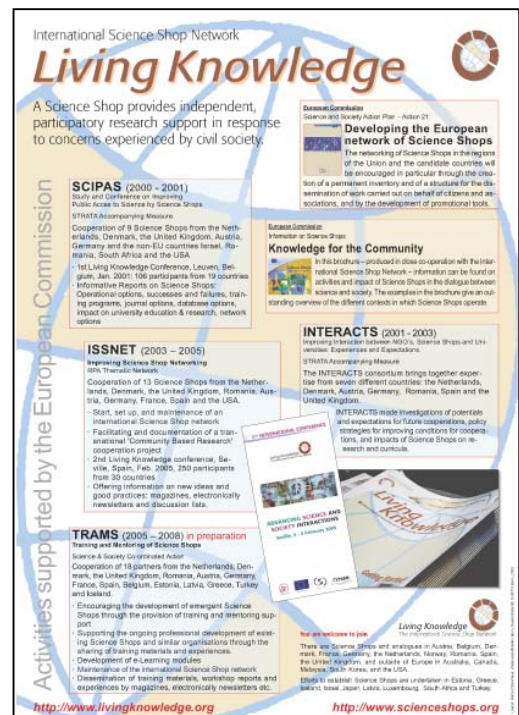 International Science Shop Network
Living Knowledge
A Science Shop provides independent,
participatory research support in response
to concerns experienced by civil society.
European Commission
Science and Society Action Plan – Action 21:
Developing the European
network of Science Shops
The networking of Science Shops in the regions
of the Union and the candidate countries will
be encouraged in particular through the crea-
tion of a permanent inventory and of a structure for the dis-
semination of work carried out on behalf of citizens and as-
sociations, and by the development of promotional tools.
SCIPAS (2000 - 2001)
Study and Conference on Improving
Public Access to Science by Science Shops
STRATA Accompanying Measure
Cooperation of 9 Science Shops from the Neth-
erlands, Denmark, the United Kingdom, Austria,
Germany and the non-EU countries Israel, Ro-
mania, South Africa and the USA
· 1st Living Knowledge Conference, Leuven, Bel-
gium, Jan. 2001: 106 participants from 19 countries
· Informative Reports on Science Shops:
Operational options, successes and failures, train-
ing programs, journal options, database options,
impact on university education & research, network
options
European Commission
Information on Science Shops:
Knowledge for the Community
In this brochure – produced in close co-operation with the Inter-
national Science Shop Network – information can be found on
activities and impact of Science Shops in the dialogue between
science and society. The examples in the brochure give an out-
standing overview of the different contexts in which Science Shops operate
ISSNET (2003 – 2005)
Improving Science Shop Networking
RPA Thematic Network
Cooperation of 13 Science Shops from the Nether-
lands, Denmark, the United Kingdom, Romania, Aus-
tria, Germany, France, Spain and the USA.
· Start, set up, and maintenance of an
international Science Shop network
· Facilitating and documenting of a tran-
national 'Community Based Research'
cooperation project
· 2nd Living Knowledge conference, Se-
ville, Spain, Feb. 2005, 250 participants
from 30 countries
· Offering information on new ideas and
good practices: magazines, electronically
newsletters and discussion lists.
INTERACTS (2001 - 2003)
Improving Interaction between NGO's, Science Shops and Uni-
versities: Experiences and Expectations.
STRATA Accompanying Measure
The INTERACTS consortium brings together exper-
tise from seven different countries: the Netherlands,
Denmark, Austria, Germany, Romania, Spain and the
United Kingdom.
INTERACTS made investigations of potentials
and expectations for future cooperations, policy
strategies for improving conditions for coopera-
tions, and impacts of Science Shops on re-
search and curricula.
2ND INTERNATIONAL CONFERENCE
Living Knowledge
ADVANCING SCIENCE AND
SOCIETY INTERACTIONS
Seville, 3 - 5 February 2005
Living Knowledge
TRAMS (2005 – 2008) in preparation
Training and Mentoring of Science Shops
Science & Society Co-ordinated Action
Cooperation of 18 partners from the Netherlands, Den-
mark, the United Kingdom, Romania, Austria, Germany,
France, Spain, Belgium, Estonia, Latvia, Greece, Turkey
and Iceland.
· Encouraging the development of emergent Science
Shops through the provision of training and mentoring sup-
port
· Supporting the ongoing professional development of exist-
ing Science Shops and similar organisations through the
sharing of training materials and experiences.
· Development of e-Learning modules
· Maintenance of the international Science Shop network
· Dissemination of training materials, workshop reports and
experiences by magazines, electronically newsletters etc.
Living Knowledge
The International Science Shop Network
You are welcome to join
There are Science Shops and analogues in Austria, Belgium, Den-
mark, France, Germany, the Netherlands, Norway, Romania, Spain,
the United Kingdom, and outside of Europe in Australia, Canada,
Malaysia, South Korea, and the USA.
Efforts to establish Science Shops are undertaken in Estonia, Greece,
Iceland, Israel, Japan, Latvia, Luxembourg, South-Africa and Turkey.
http://www.livingknowledge.org
http://www.scienceshops.org
Activities supported by the European Commission